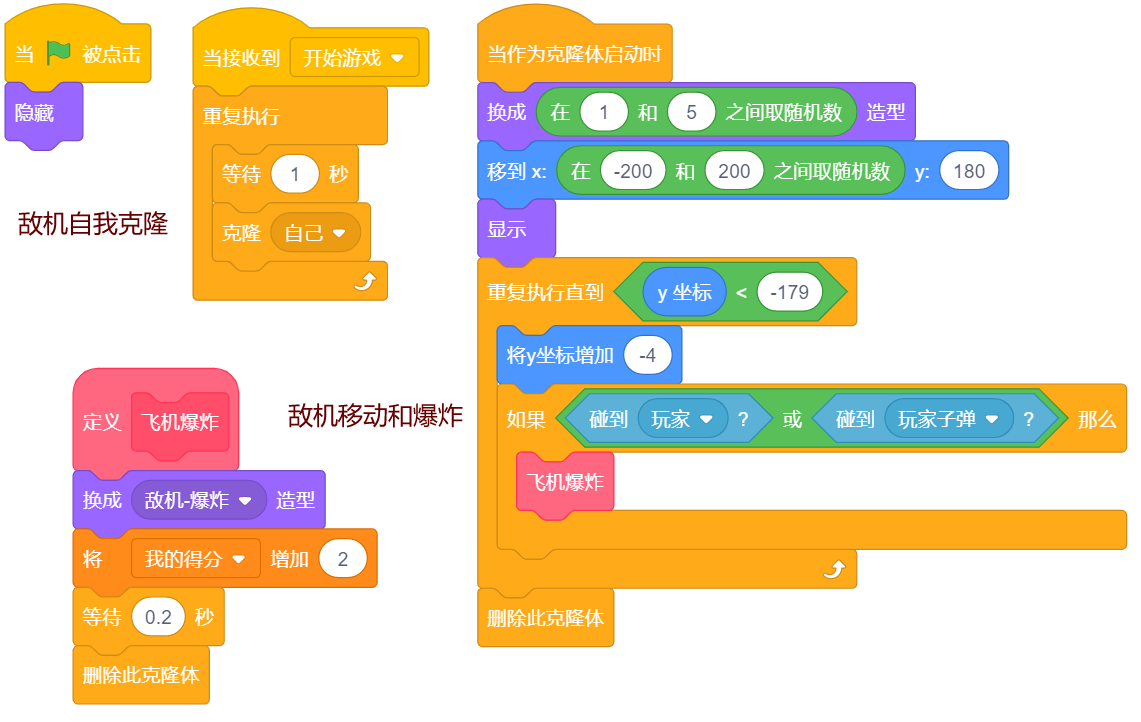 当 被点击
隐藏
敌机自我克隆
当接收到 开始游戏
重复执行
等待 1 秒
克隆 自己
当作为克隆体启动时
换成 在 1 和 5 之间取随机数 造型
移到 x: 在 -200 和 200 之间取随机数 y: 180
显示
重复执行直到 y 坐标 < -179
将y坐标增加 -4
如果 碰到 玩家 ? 或 碰到 玩家子弹 ? 那么
飞机爆炸
删除此克隆体
敌机移动和爆炸
定义 飞机爆炸
换成 敌机-爆炸 造型
将 我的得分 增加 2
等待 0.2 秒
删除此克隆体